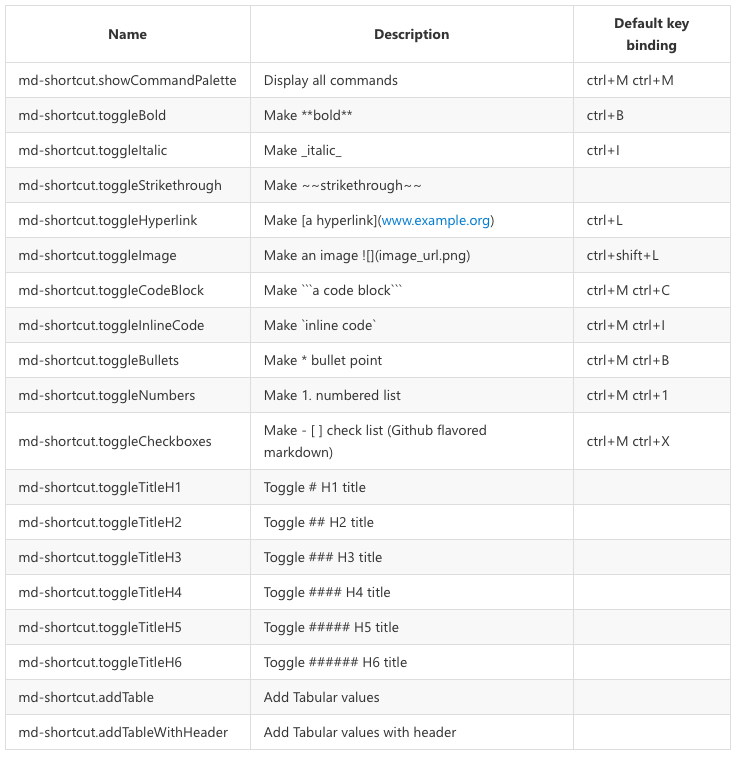 Name Description Default key
binding
md-shortcut.showCommandPalette Display all commands ctrl+M ctrl+M
md-shortcut.toggleBold Make **bold** ctrl+B
md-shortcut.toggleItalic Make _italic_ ctrl+I
md-shortcut.toggleStrikethrough Make ~~strikethrough~~
md-shortcut.toggleHyperlink Make [a hyperlink](www.example.org) ctrl+L
md-shortcut.toggleImage Make an image ![](image_url.png) ctrl+shift+L
md-shortcut.toggleCodeBlock Make ```a code block``` ctrl+M ctrl+C
md-shortcut.toggleInlineCode Make `inline code` ctrl+M ctrl+I
md-shortcut.toggleBullets Make * bullet point ctrl+M ctrl+B
md-shortcut.toggleNumbers Make 1. numbered list ctrl+M ctrl+1
md-shortcut.toggleCheckboxes Make - [ ] check list (Github flavored
markdown) ctrl+M ctrl+X
md-shortcut.toggleTitleH1 Toggle # H1 title
md-shortcut.toggleTitleH2 Toggle ## H2 title
md-shortcut.toggleTitleH3 Toggle ### H3 title
md-shortcut.toggleTitleH4 Toggle #### H4 title
md-shortcut.toggleTitleH5 Toggle ##### H5 title
md-shortcut.toggleTitleH6 Toggle ###### H6 title
md-shortcut.addTable Add Tabular values
md-shortcut.addTableWithHeader Add Tabular values with header